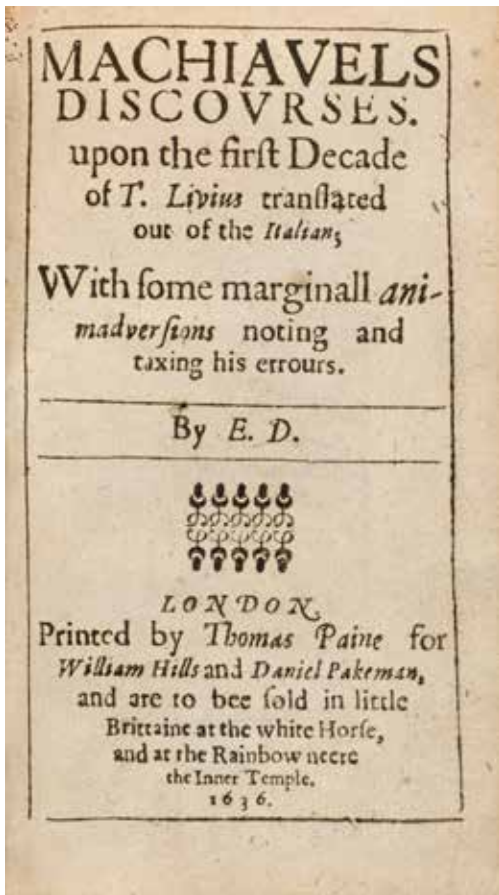 MACHIAVELS
DISCOVRSES.
upon the firſt Decade
of T. Livius tranſlated
out of the Italian;
With ſome marginall ani-
madverſions noting and
taxing his errours.
By E. D.
LONDON,
Printed by Thomas Paine for
William Hills and Daniel Pakeman,
and are to bee ſold in little
Brittaine at the white Horſe,
and at the Rainbow neere
the Inner Temple.
1636.